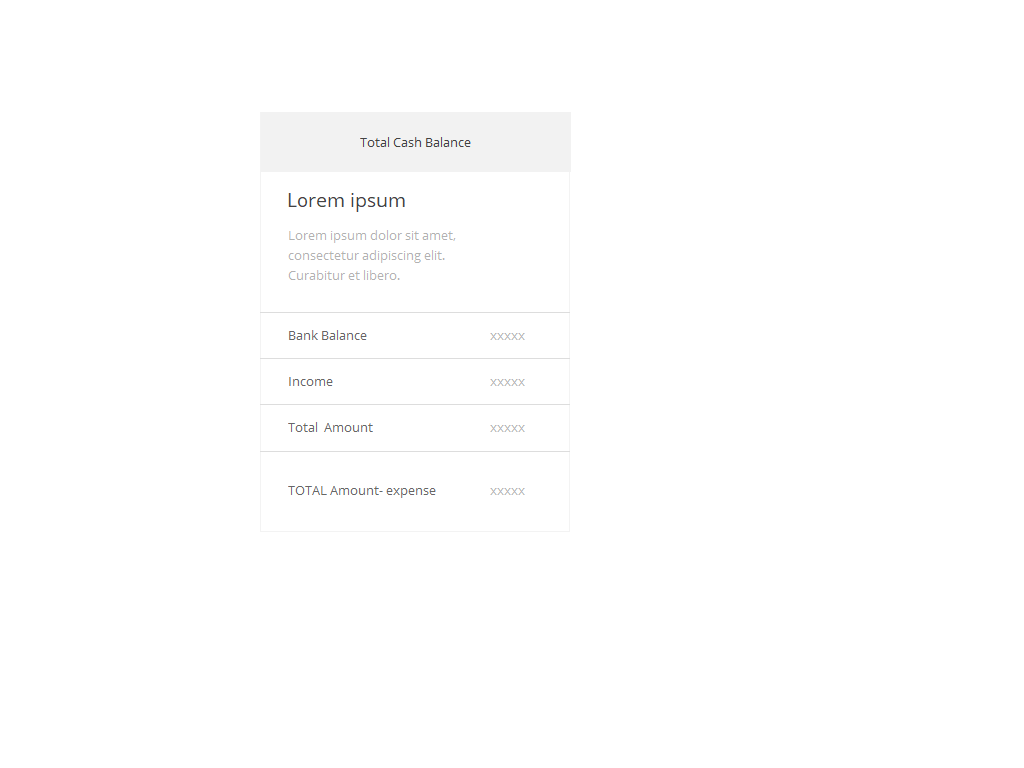 Total Cash Balance
Lorem ipsum
Lorem ipsum dolor sit amet,
consectetur adipiscing elit.
Curabitur et libero.
Bank Balance xxxxx
Income xxxxx
Total  Amount xxxxx
TOTAL Amount- expense xxxxx